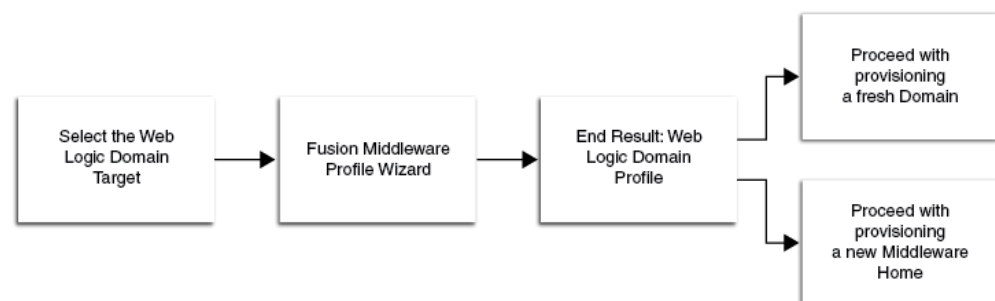 Select the Web
Logic Domain
Target
Fusion Middleware
Profile Wizard
End Result: Web
Logic Domain
Profile
Proceed with
provisioning
a fresh Domain
Proceed with
provisioning
a new Middleware
Home